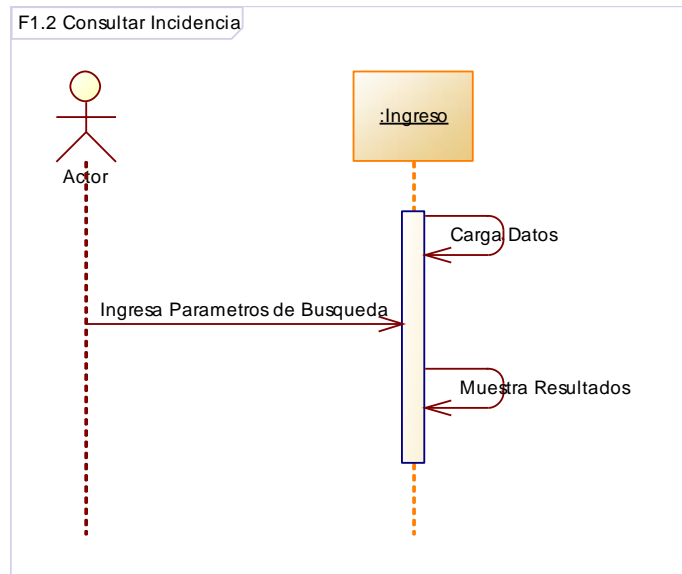 F1.2 Consultar Incidencia
:Ingreso
Actor
Carga Datos
Ingresa Parametros de Busqueda
Muestra Resultados